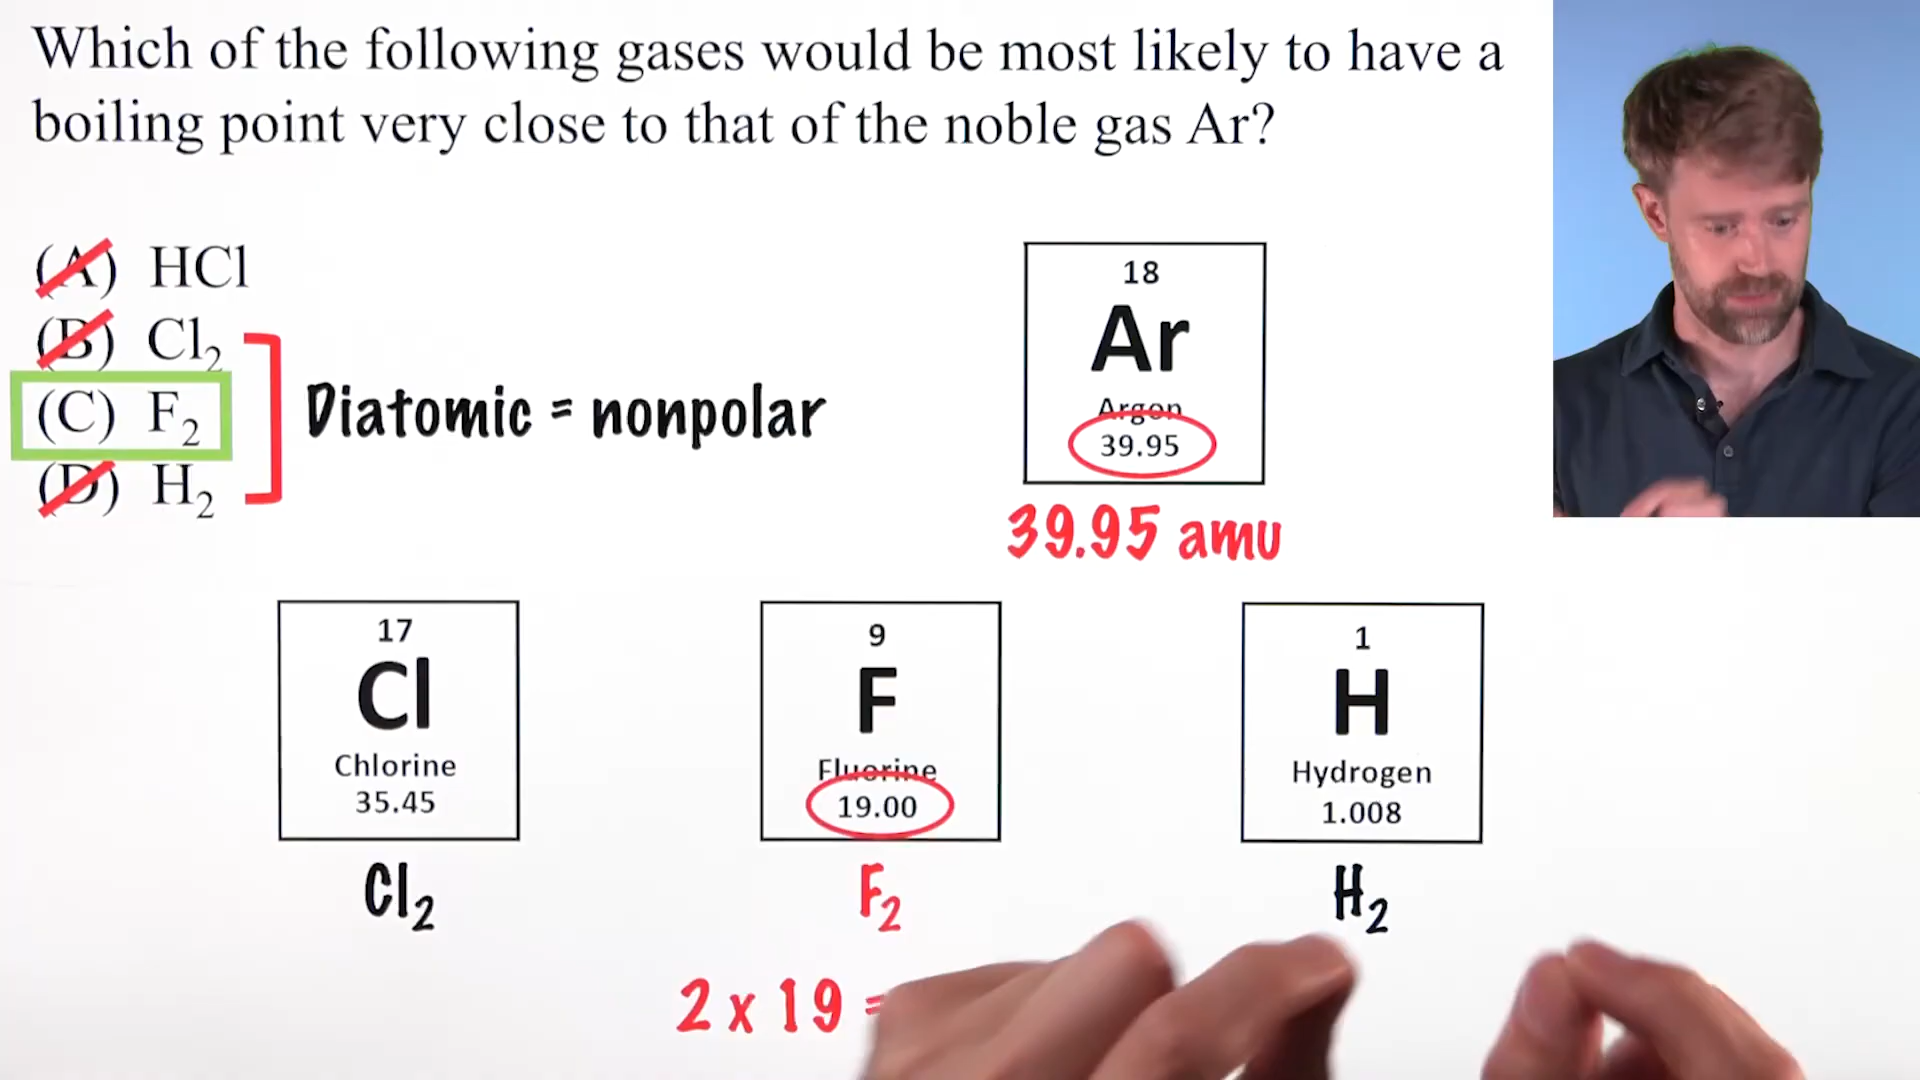 Which of the following gases would be most likely to have a
boiling point very close to that of the noble gas Ar?
(A) HCl
(B) Cl₂
(C) F₂
(D) H₂
Diatomic = nonpolar
18
Ar
Argon
39.95
39.95 amu
17
Cl
Chlorine
35.45
Cl₂
9
F
Fluorine
19.00
F₂
2 x 19 =
1
H
Hydrogen
1.008
H₂